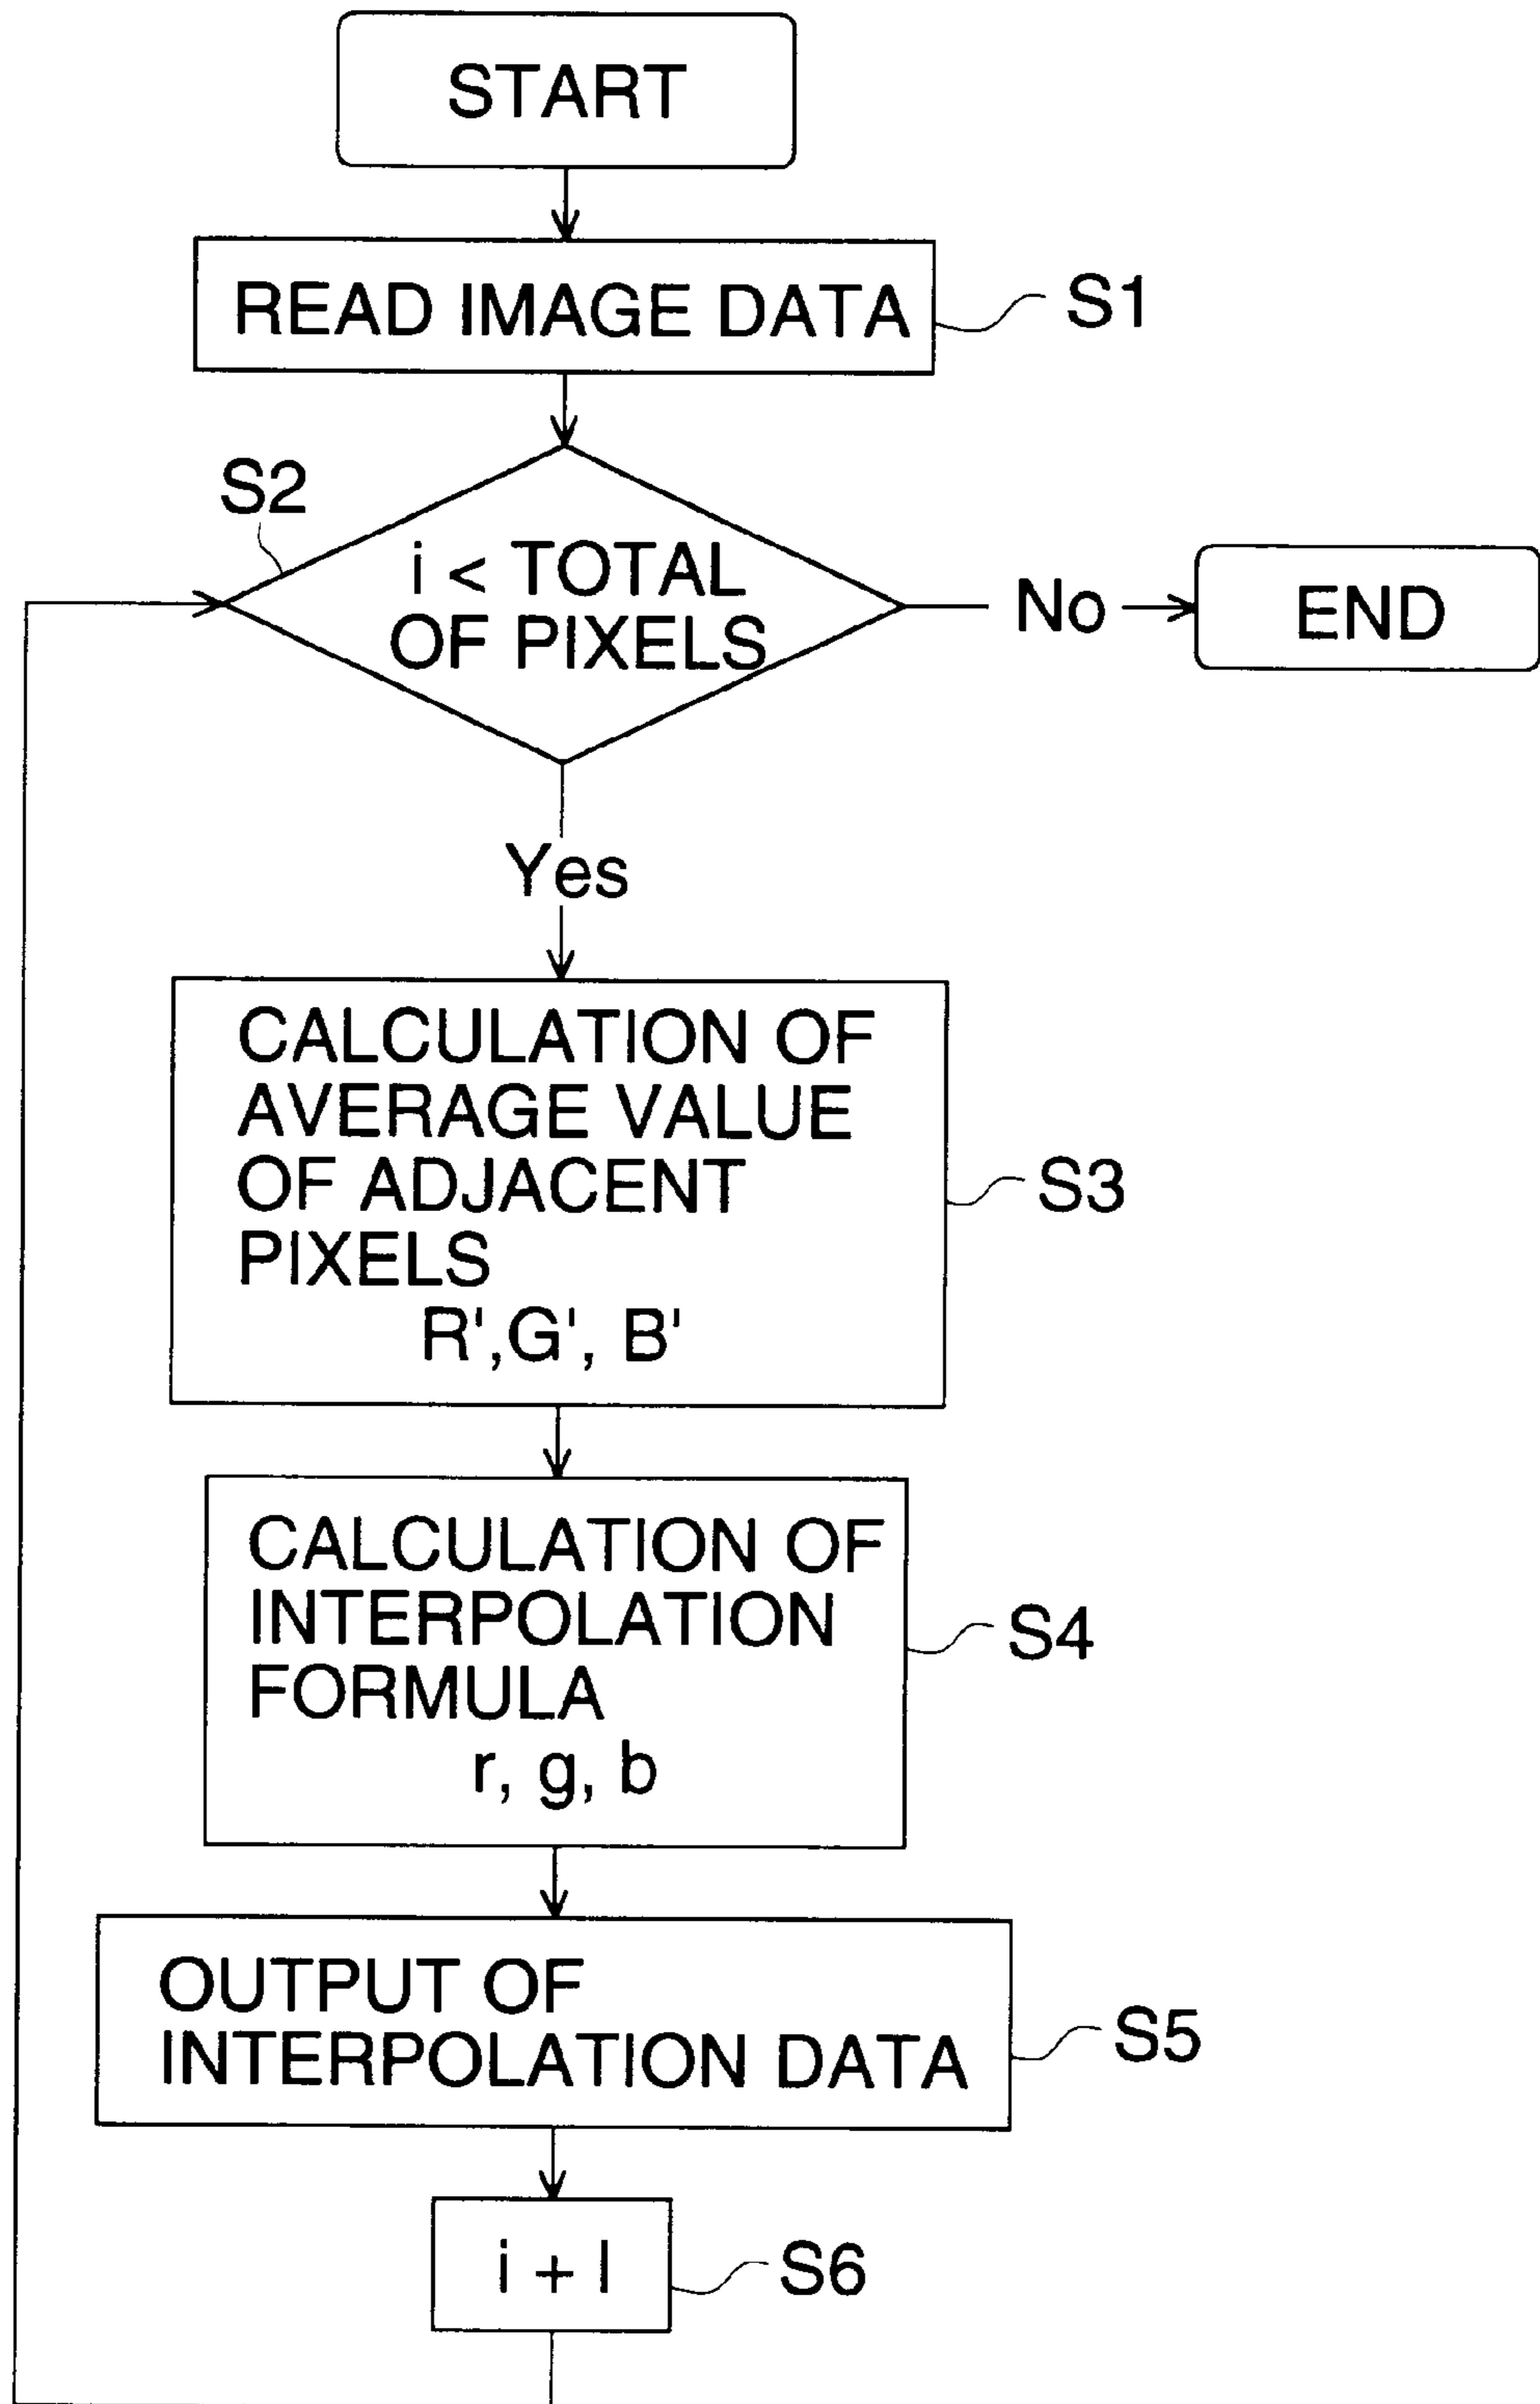 START
READ IMAGE DATA
S1
S2
i < TOTAL
OF PIXELS
No
END
Yes
CALCULATION OF
AVERAGE VALUE
OF ADJACENT
PIXELS
R',G', B'
S3
CALCULATION OF
INTERPOLATION
FORMULA
r, g, b
S4
OUTPUT OF
INTERPOLATION DATA
S5
i + l
S6